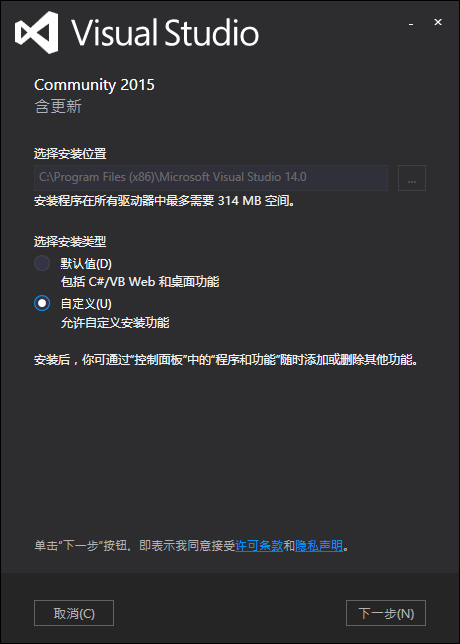 Visual Studio
Community 2015
含更新
选择安装位置
C:\Program Files (x86)\Microsoft Visual Studio 14.0
...
安装程序在所有驱动器中最多需要 314 MB 空间。
选择安装类型
默认值(D)
包括 C#/VB Web 和桌面功能
自定义(U)
允许自定义安装功能
安装后，你可通过“控制面板”中的“程序和功能”随时添加或删除其他功能。
单击“下一步”按钮，即表示我同意接受许可条款和隐私声明。
取消(C)
下一步(N)